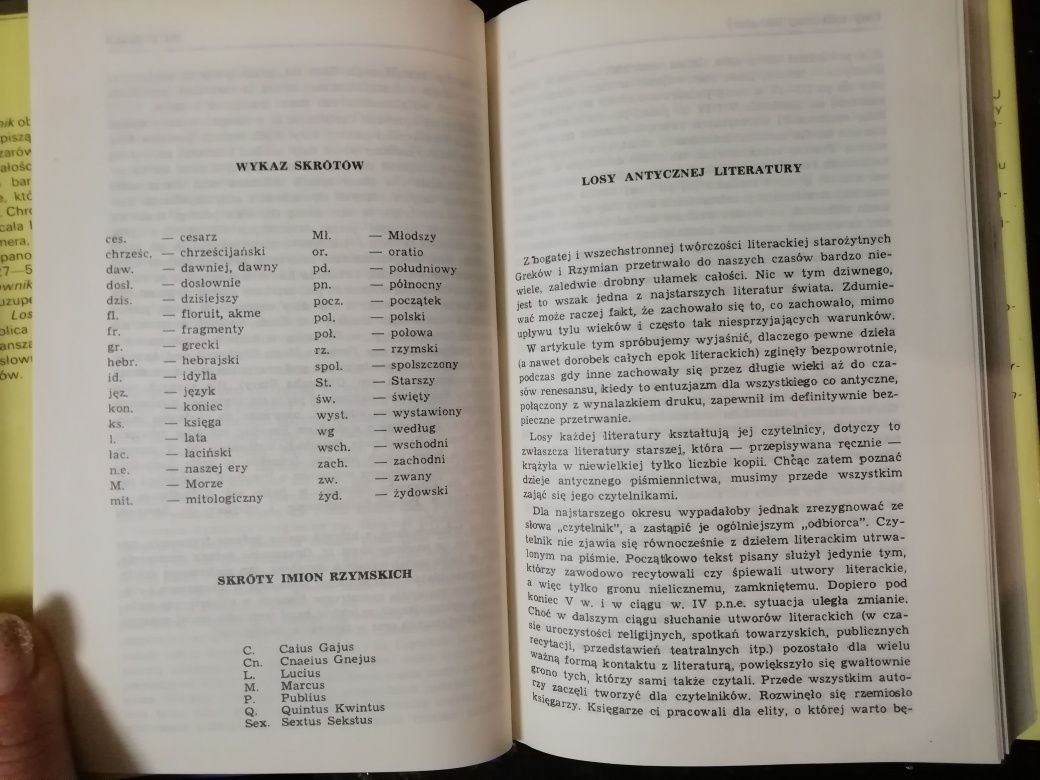 WYKAZ SKRÓTÓW
ces. — cesarz
chrześc. — chrześcijański
daw. — dawniej, dawny
dosł. — dosłownie
dzis. — dzisiejszy
fl. — floruit, akme
fr. — fragmenty
gr. — grecki
hebr. — hebrajski
id. — idylla
jęz. — język
kon. — koniec
ks. — księga
l. — lata
łac. — łaciński
n.e. — naszej ery
M. — Morze
mit. — mitologiczny
Mł. — Młodszy
or. — oratio
pd. — południowy
pn. — północny
pocz. — początek
pol. — polski
poł. — połowa
rz. — rzymski
spol. — spolszczony
St. — Starszy
św. — święty
wyst. — wystawiony
wg — według
wsch. — wschodni
zach. — zachodni
zw. — zwany
żyd. — żydowski
SKRÓTY IMION RZYMSKICH
C. Caius Gajus
Cn. Cnaeius Gnejus
L. Lucius
M. Marcus
P. Publius
Q. Quintus Kwintus
Sex. Sextus Sekstus
LOSY ANTYCZNEJ LITERATURY
Z bogatej i wszechstronnej twórczości literackiej starożytnych
Greków i Rzymian przetrwało do naszych czasów bardzo nie-
wiele, zaledwie drobny ułamek całości. Nic w tym dziwnego,
jest to wszak jedna z najstarszych literatur świata. Zdumie-
wać może raczej fakt, że zachowało się to, co zachowało, mimo
upływu tylu wieków i często tak niesprzyjających warunków.
W artykule tym spróbujemy wyjaśnić, dlaczego pewne dzieła
(a nawet dorobek całych epok literackich) zginęły bezpowrotnie,
podczas gdy inne zachowały się przez długie wieki aż do cza-
sów renesansu, kiedy to entuzjazm dla wszystkiego co antyczne,
połączony z wynalazkiem druku, zapewnił im definitywnie bez-
pieczne przetrwanie.
Losy każdej literatury kształtują jej czytelnicy, dotyczy to
zwłaszcza literatury starszej, która — przepisywana ręcznie —
krążyła w niewielkiej tylko liczbie kopii. Chcąc zatem poznać
dzieje antycznego piśmiennictwa, musimy przede wszystkim
zająć się jego czytelnikami.
Dla najstarszego okresu wypadałoby jednak zrezygnować ze
słowa „czytelnik”, a zastąpić je ogólniejszym „odbiorca”. Czy-
telnik nie zjawia się równocześnie z dziełem literackim utrwa-
lonym na piśmie. Początkowo tekst pisany służył jedynie tym,
którzy zawodowo recytowali czy śpiewali utwory literackie,
a więc tylko gronu nielicznemu, zamkniętemu. Dopiero pod
koniec V w. i w ciągu w. IV p.n.e. sytuacja uległa zmianie.
Choć w dalszym ciągu słuchanie utworów literackich (w cza-
sie uroczystości religijnych, spotkań towarzyskich, publicznych
recytacji, przedstawień teatralnych itp.) pozostało dla wielu
ważną formą kontaktu z literaturą, powiększyło się gwałtownie
grono tych, którzy sami także czytali. Przede wszystkim auto-
rzy zaczęli tworzyć dla czytelników. Rozwinęło się rzemiosło
księgarzy. Księgarze ci pracowali dla elity, o której warto bę-